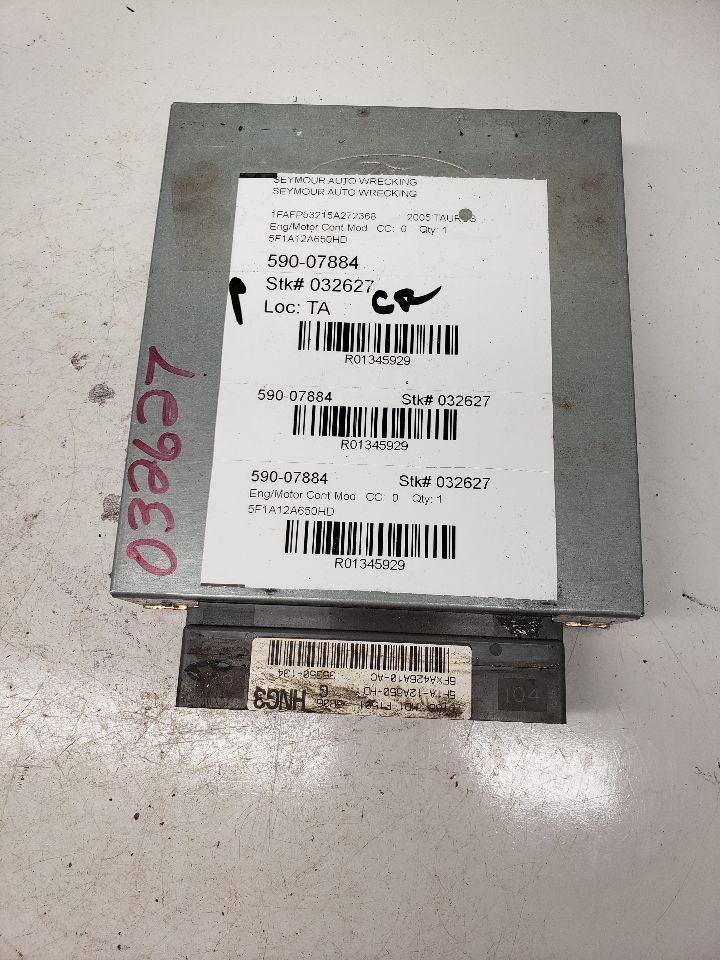 SEYMOUR AUTO WRECKING
SEYMOUR AUTO WRECKING
1FAFP53215A272368 2005 TAURUS
Eng/Motor Cont Mod CC: 0 Qty: 1
5F1A12A650HD
590-07884
Stk# 032627
Loc: TA
CR
R01345929
590-07884 Stk# 032627
R01345929
590-07884 Stk# 032627
Eng/Motor Cont Mod CC: 0 Qty: 1
5F1A12A650HD
R01345929
032627
HNG3
G
5F1A-12A650-HD
35350-134
104